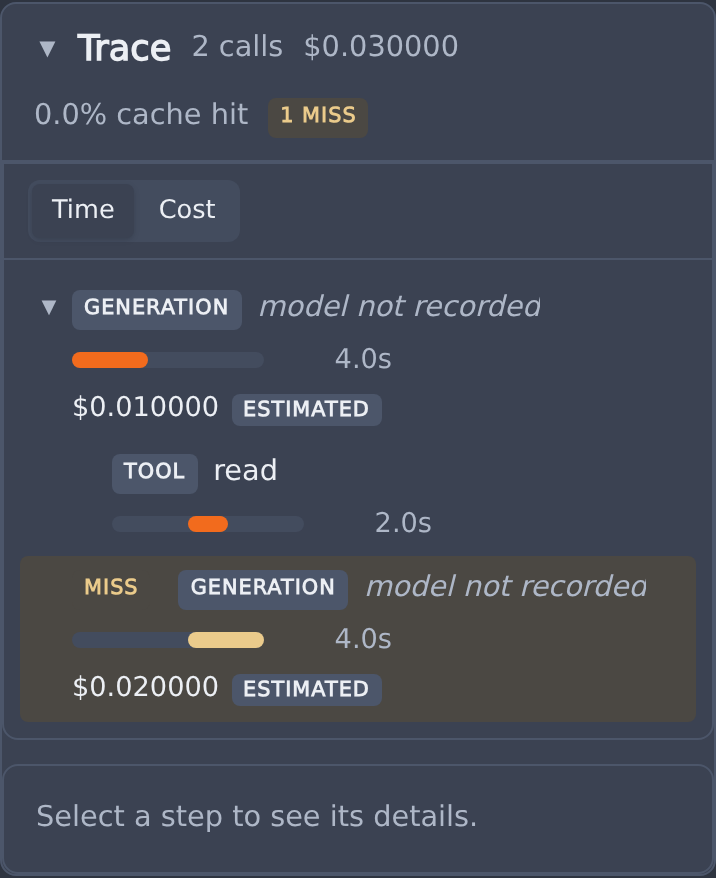 ▼ Trace 2 calls $0.030000
0.0% cache hit 1 MISS
Time Cost
▼ GENERATION model not recorded
4.0s
$0.010000 ESTIMATED
TOOL read
2.0s
MISS GENERATION model not recorded
4.0s
$0.020000 ESTIMATED
Select a step to see its details.